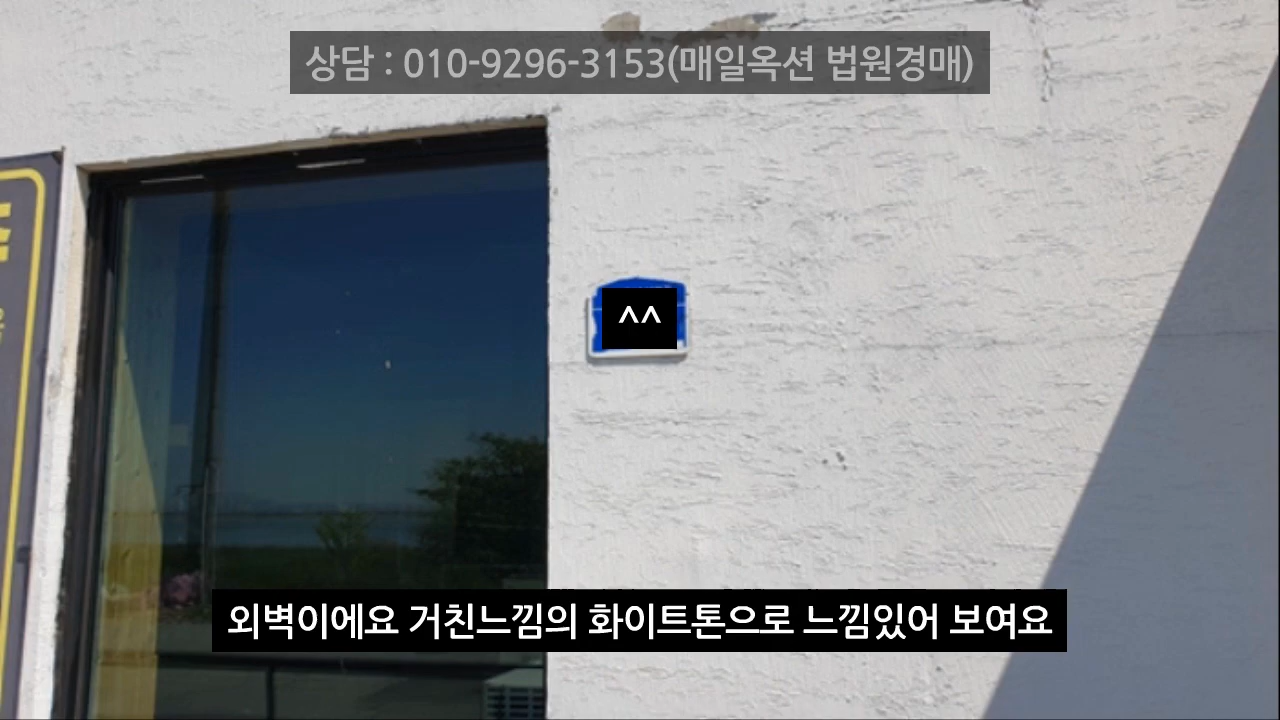 상담 : 010-9296-3153(매일옥션 법원경매)
^^
외벽이에요 거친느낌의 화이트톤으로 느낌있어 보여요